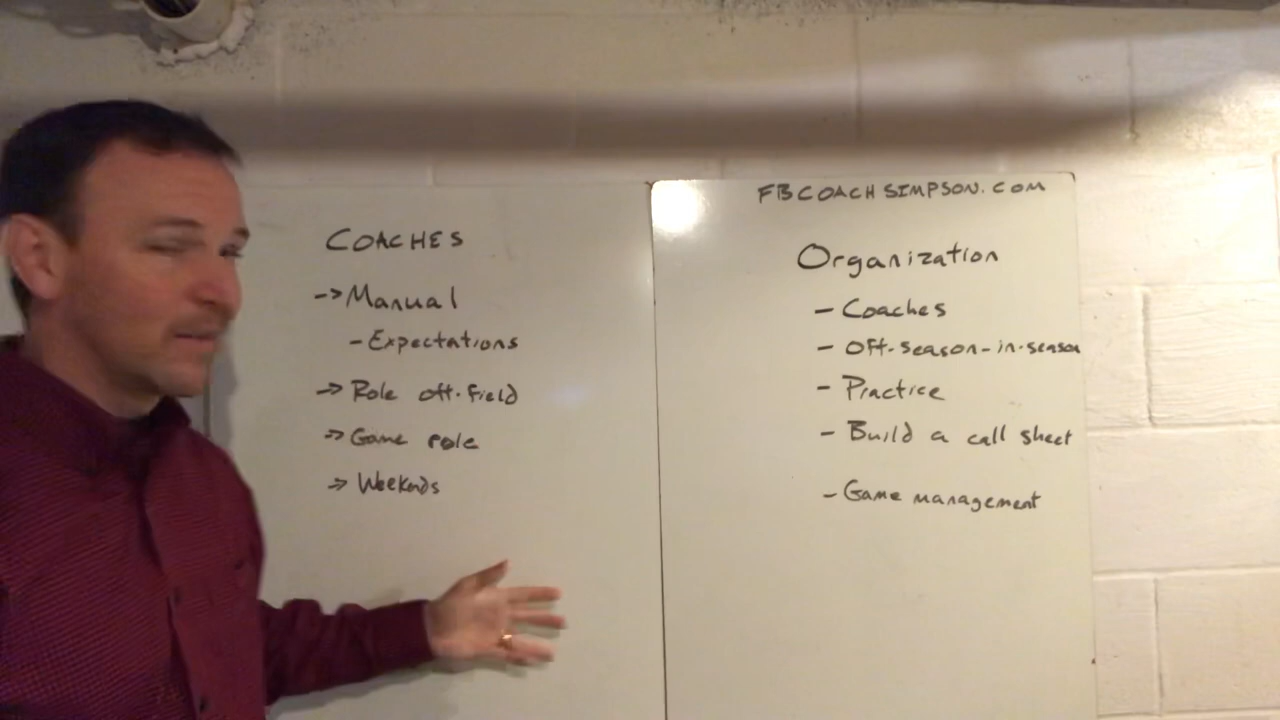 COACHES
-> Manual
- Expectations
-> Role off-field
-> Game role
-> Weekends
FBCOACHSIMPSON.COM
Organization
- Coaches
- Off-season-in-season
- Practice
- Build a call sheet
- Game management